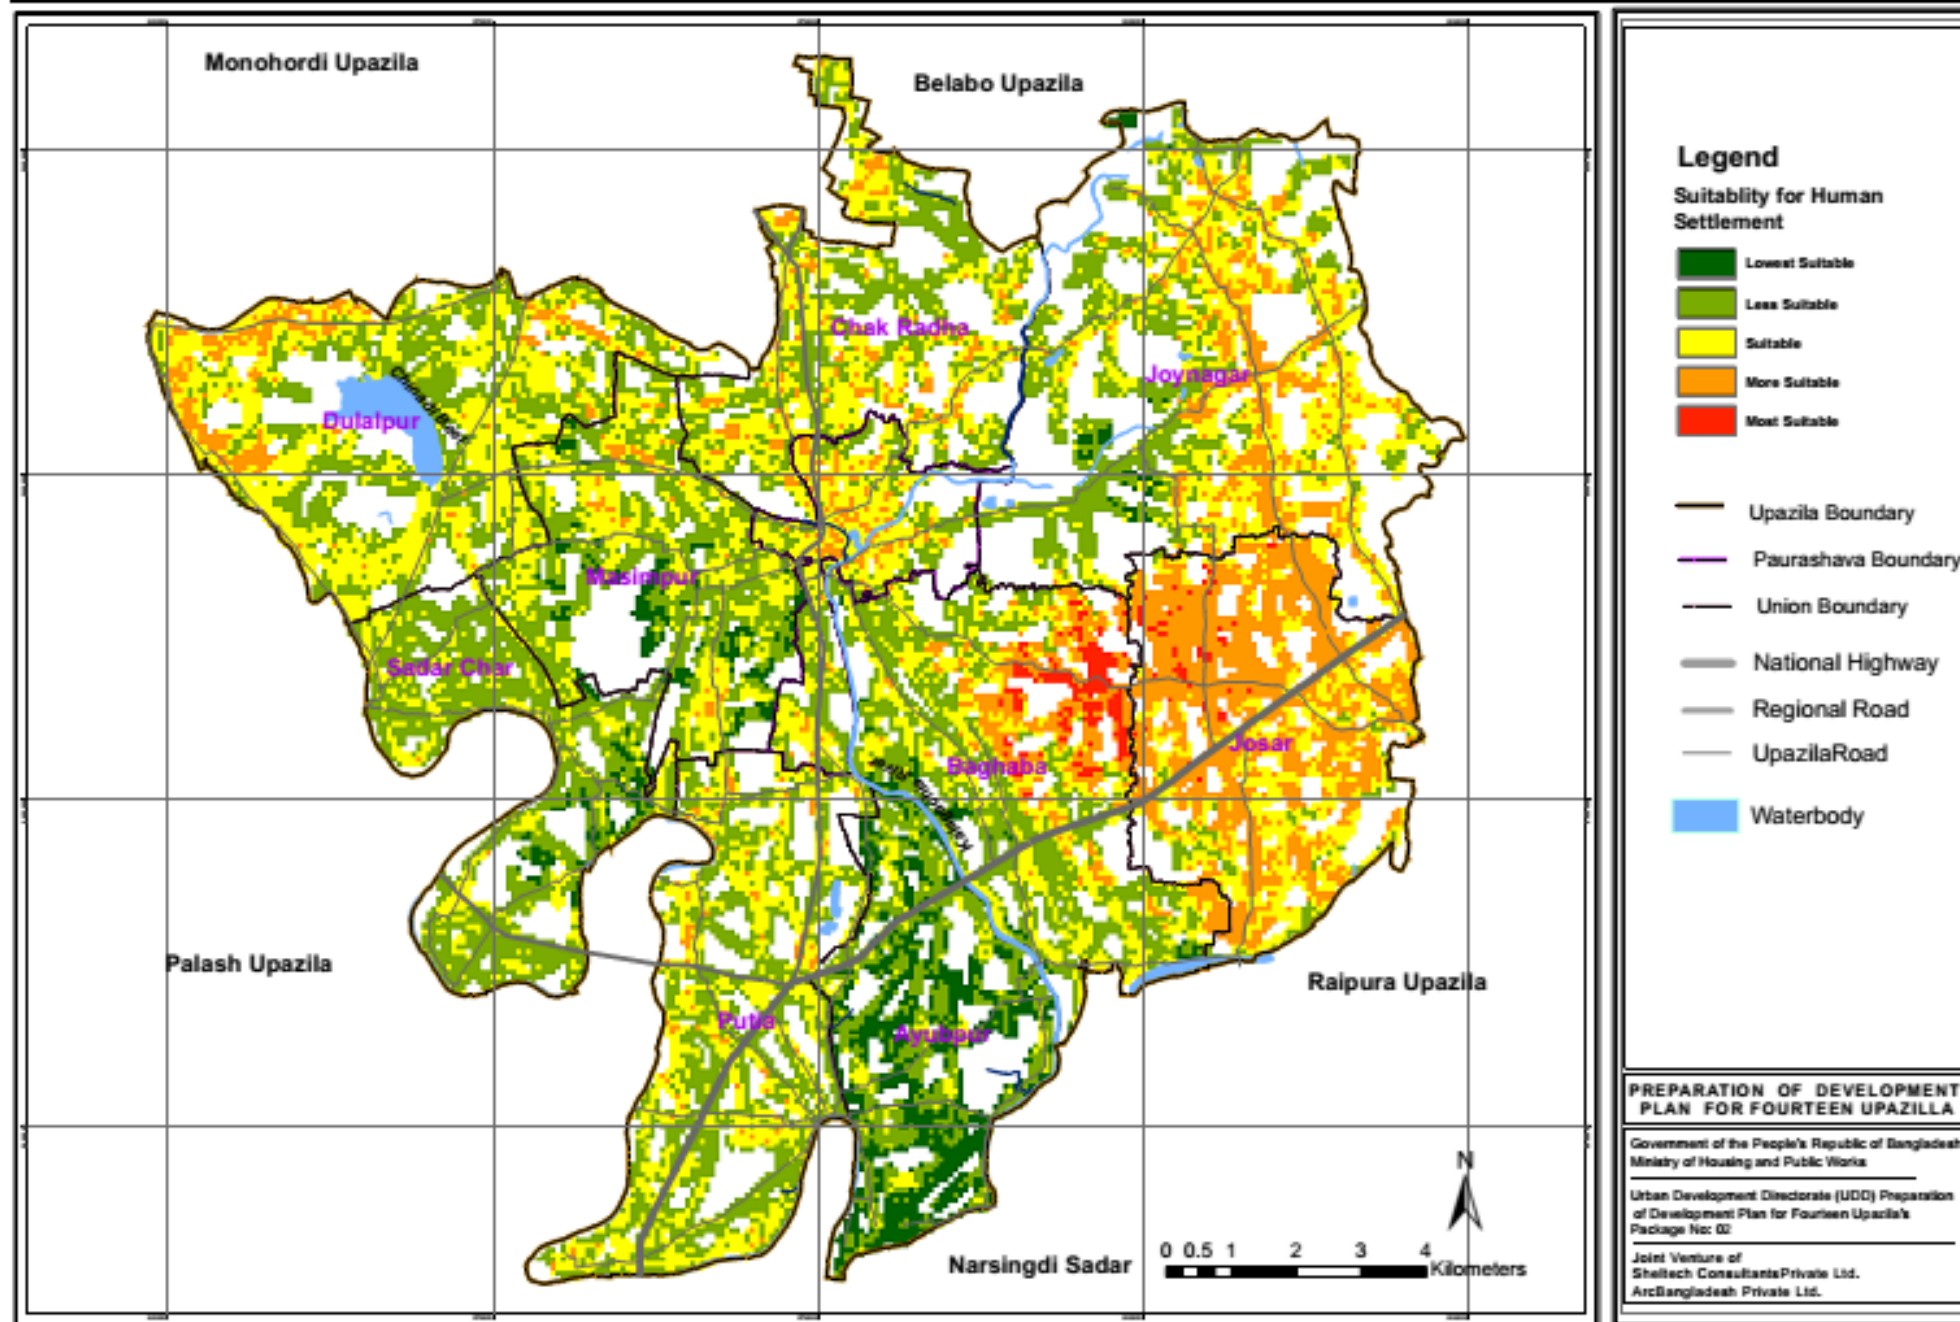 Monohordi Upazila
Belabo Upazila
Chak Radha
Joynagar
Dulalpur
Masimpur
Sadar Char
Josar
Baghaba
Palash Upazila
Raipura Upazila
Putia
Ayubpur
Narsingdi Sadar
N
0 0.5 1 2 3 4
Kilometers
Legend
Suitablity for Human
Settlement
Lowest Suitable
Less Suitable
Suitable
More Suitable
Most Suitable
Upazila Boundary
Paurashava Boundary
Union Boundary
National Highway
Regional Road
UpazilaRoad
Waterbody
PREPARATION OF DEVELOPMENT
PLAN FOR FOURTEEN UPAZILLA
Government of the People's Republic of Bangladesh
Ministry of Housing and Public Works
Urban Development Directorate (UDD) Preparation
of Development Plan for Fourteen Upazila's
Package No: 02
Joint Venture of
Sheltech ConsultantsPrivate Ltd.
ArcBangladesh Private Ltd.